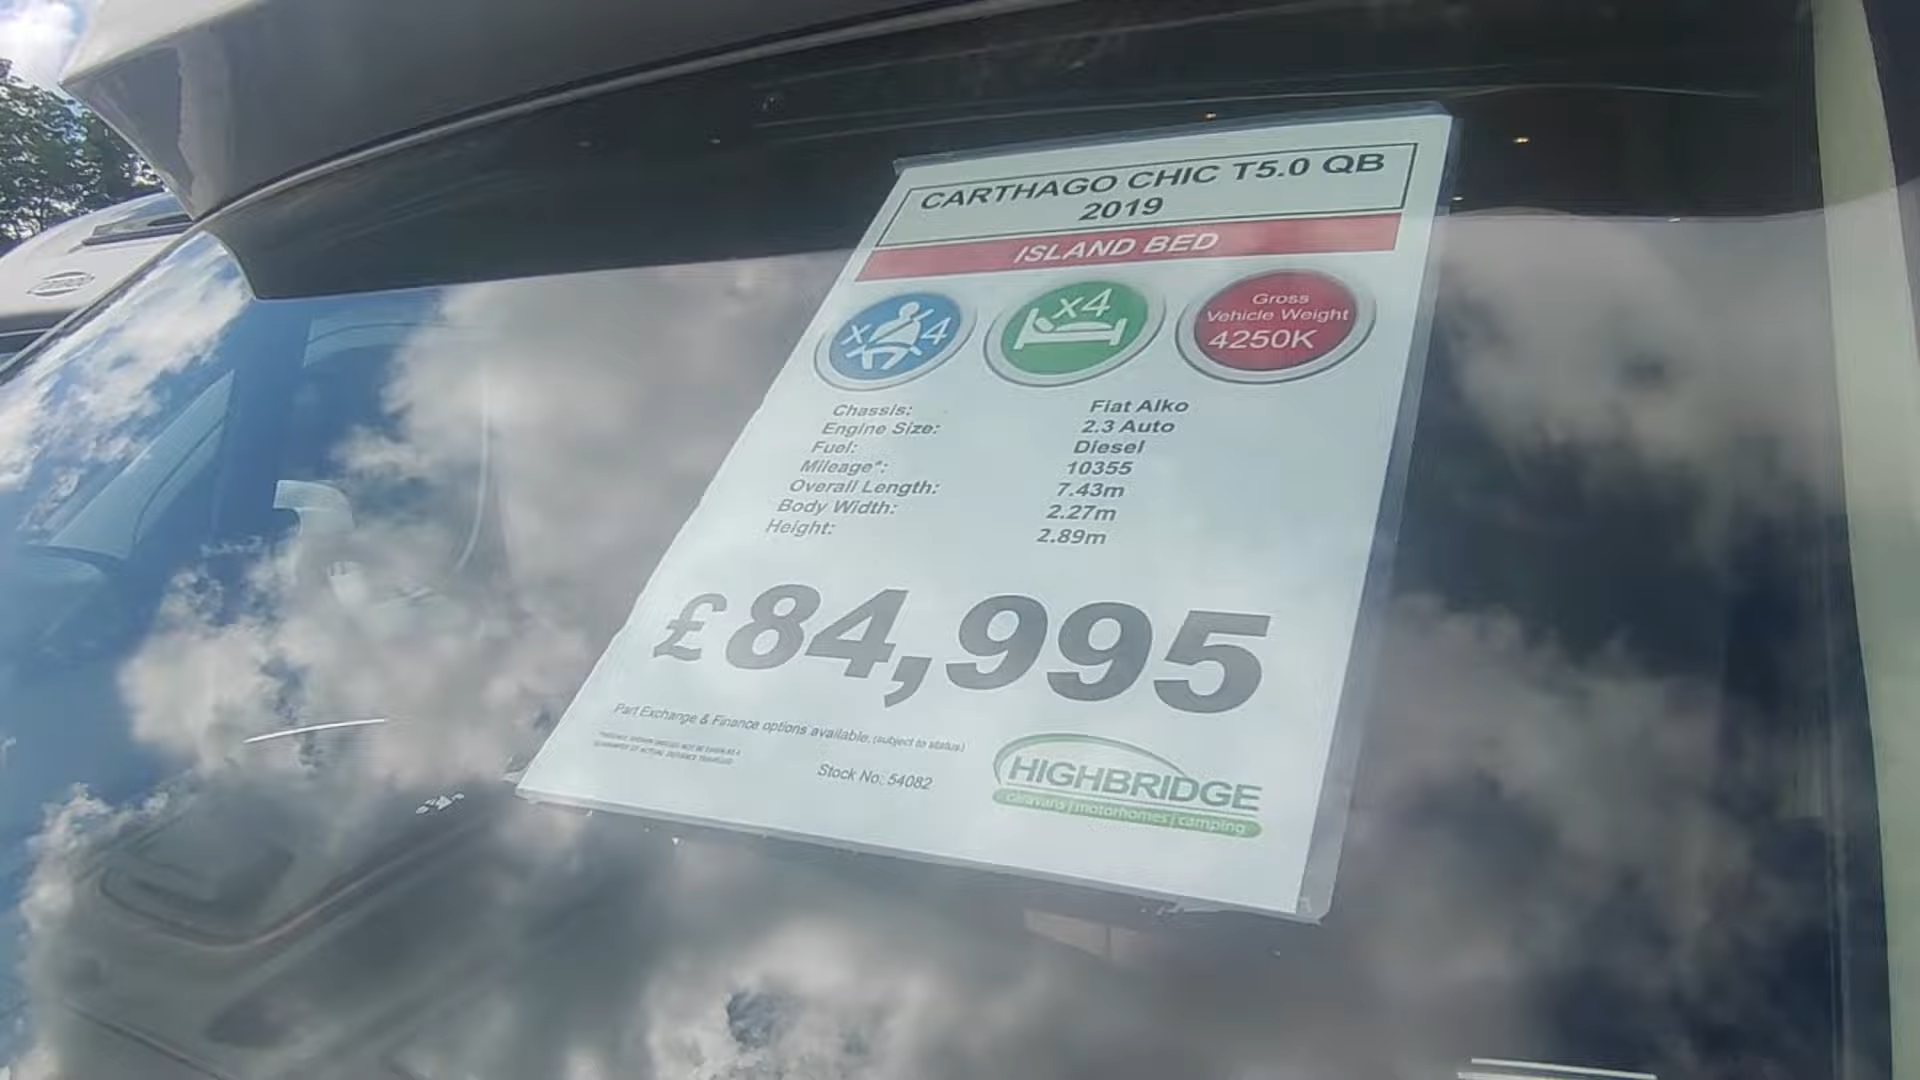 CARTHAGO CHIC T5.0 QB
2019
ISLAND BED
x4
x4
Gross
Vehicle Weight
4250K
Chassis: Fiat Alko
Engine Size: 2.3 Auto
Fuel: Diesel
Mileage*: 10355
Overall Length: 7.43m
Body Width: 2.27m
Height: 2.89m
£84,995
Part Exchange & Finance options available. (subject to status)
Stock No: 54082
HIGHBRIDGE
caravans | motorhomes | camping